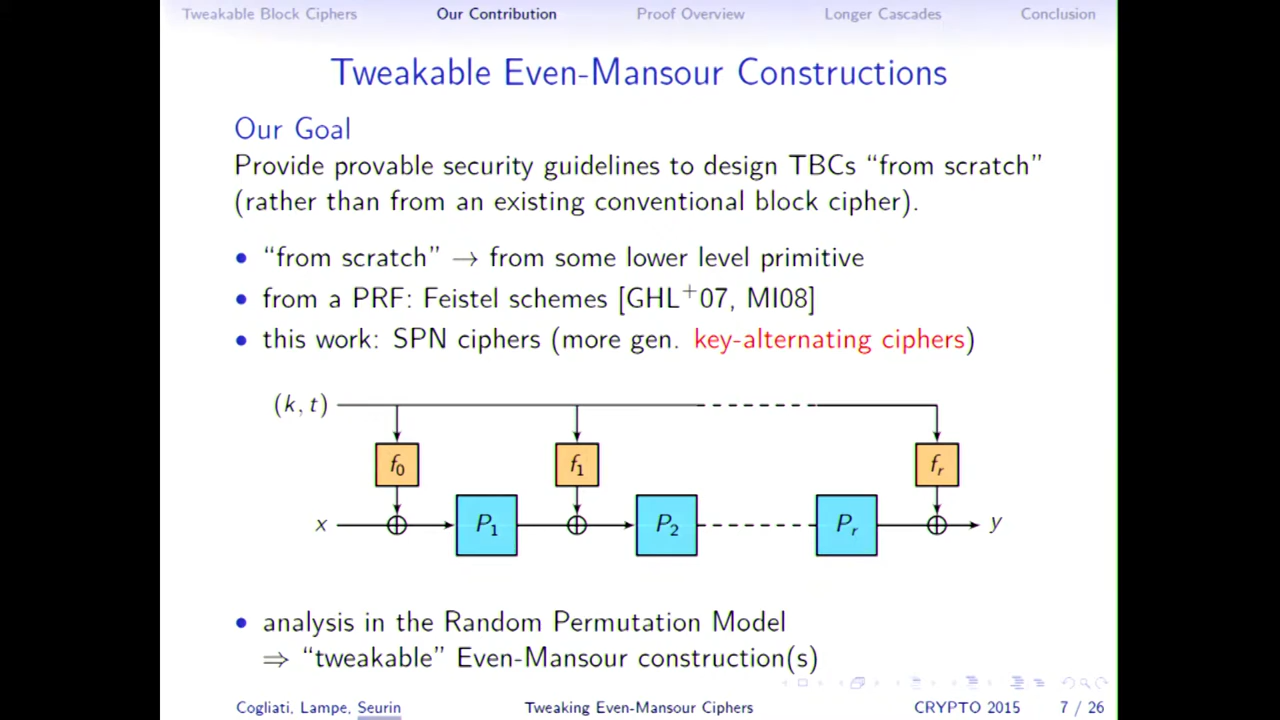 Tweakable Block Ciphers Our Contribution Proof Overview Longer Cascades Conclusion
Tweakable Even-Mansour Constructions
Our Goal
Provide provable security guidelines to design TBCs “from scratch”
(rather than from an existing conventional block cipher).
• “from scratch” → from some lower level primitive
• from a PRF: Feistel schemes [GHL⁺07, MI08]
• this work: SPN ciphers (more gen. key-alternating ciphers)
(k, t)
f₀ f₁ fᵣ
x ⊕ P₁ ⊕ P₂ Pᵣ ⊕ y
• analysis in the Random Permutation Model
⇒ “tweakable” Even-Mansour construction(s)
Cogliati, Lampe, Seurin Tweaking Even-Mansour Ciphers CRYPTO 2015 7 / 26